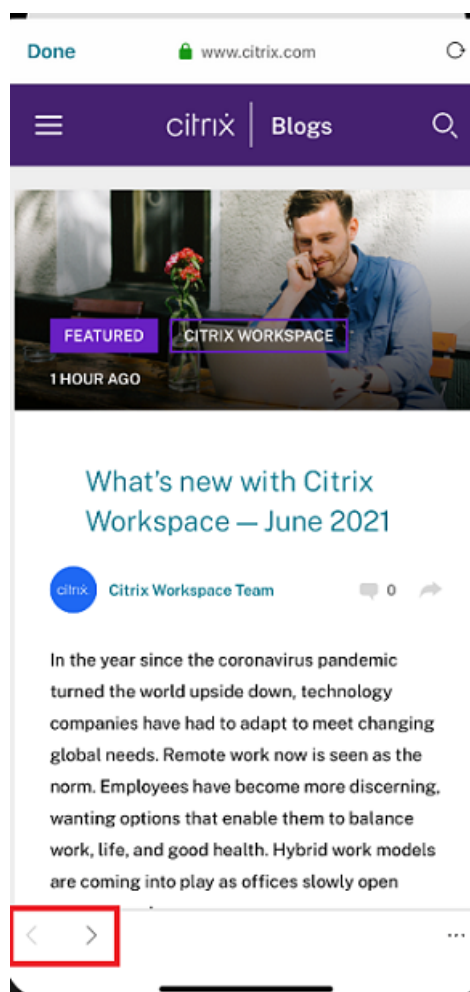 Done
www.citrix.com
citrix | Blogs
FEATURED
CITRIX WORKSPACE
1 HOUR AGO
What's new with Citrix
Workspace — June 2021
citrix
Citrix Workspace Team
0
In the year since the coronavirus pandemic
turned the world upside down, technology
companies have had to adapt to meet changing
global needs. Remote work now is seen as the
norm. Employees have become more discerning,
wanting options that enable them to balance
work, life, and good health. Hybrid work models
are coming into play as offices slowly open